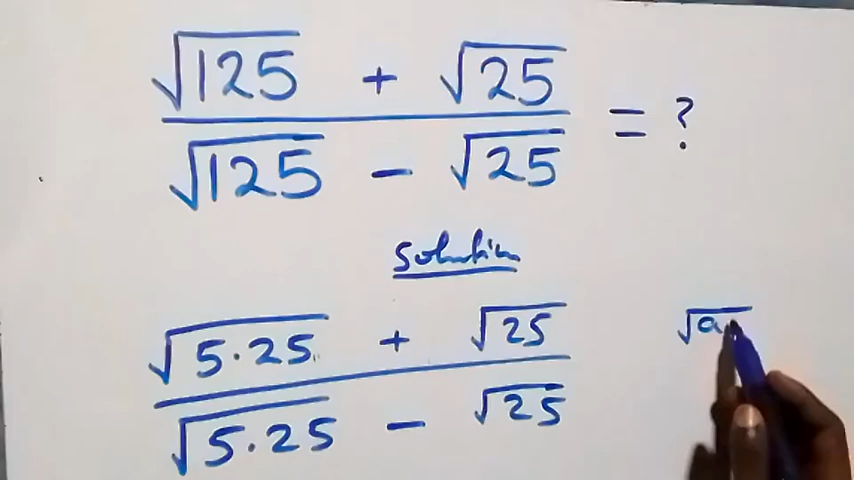 √125 + √25
√125 - √25
= ?
Solution
√5·25 + √25
√5·25 - √25
√a